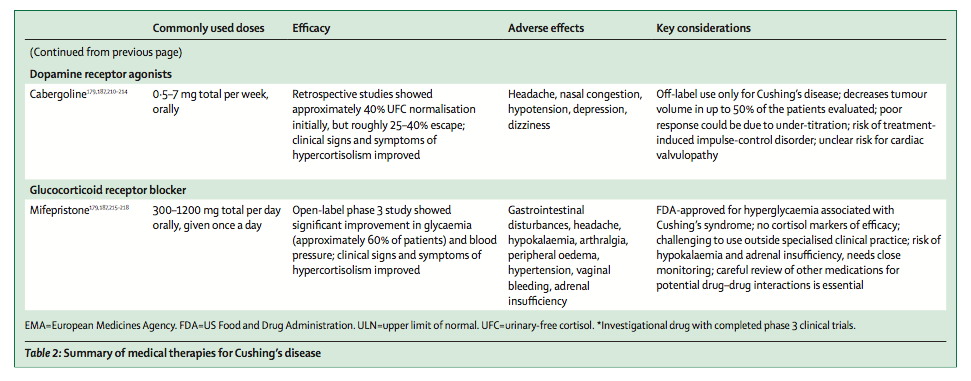 Commonly used doses Efficacy Adverse effects Key considerations
(Continued from previous page)
Dopamine receptor agonists
Cabergoline179,182,210–214
0·5–7 mg total per week,
orally
Retrospective studies showed
approximately 40% UFC normalisation
initially, but roughly 25–40% escape;
clinical signs and symptoms of
hypercortisolism improved
Headache, nasal congestion,
hypotension, depression,
dizziness
Off-label use only for Cushing’s disease; decreases tumour
volume in up to 50% of the patients evaluated; poor
response could be due to under-titration; risk of treatment-
induced impulse-control disorder; unclear risk for cardiac
valvulopathy
Glucocorticoid receptor blocker
Mifepristone179,182,215–218
300–1200 mg total per day
orally, given once a day
Open-label phase 3 study showed
significant improvement in glycaemia
(approximately 60% of patients) and blood
pressure; clinical signs and symptoms of
hypercortisolism improved
Gastrointestinal
disturbances, headache,
hypokalaemia, arthralgia,
peripheral oedema,
hypertension, vaginal
bleeding, adrenal
insufficiency
FDA-approved for hyperglycaemia associated with
Cushing’s syndrome; no cortisol markers of efficacy;
challenging to use outside specialised clinical practice; risk of
hypokalaemia and adrenal insufficiency, needs close
monitoring; careful review of other medications for
potential drug–drug interactions is essential
EMA=European Medicines Agency. FDA=US Food and Drug Administration. ULN=upper limit of normal. UFC=urinary-free cortisol. *Investigational drug with completed phase 3 clinical trials.
Table 2: Summary of medical therapies for Cushing’s disease